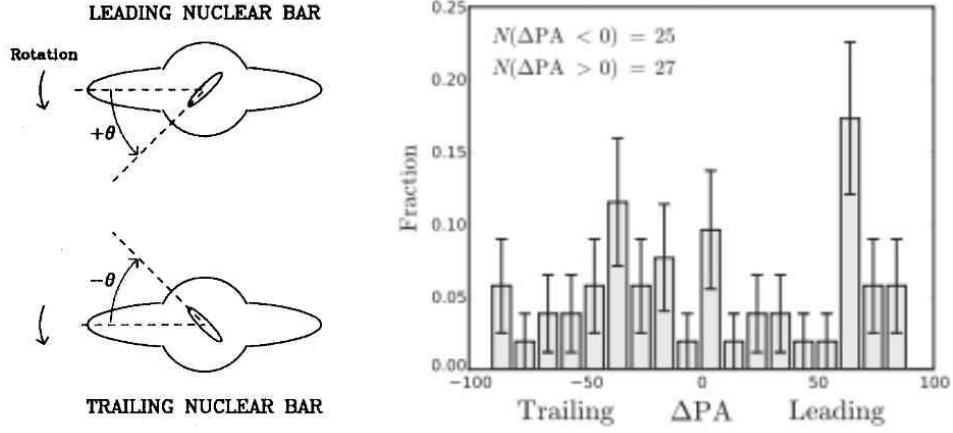 LEADING NUCLEAR BAR
Rotation
+θ
−θ
TRAILING NUCLEAR BAR
N(ΔPA < 0) = 25
N(ΔPA > 0) = 27
Fraction
0.25
0.20
0.15
0.10
0.05
0.00
−100
−50
0
50
100
Trailing
ΔPA
Leading